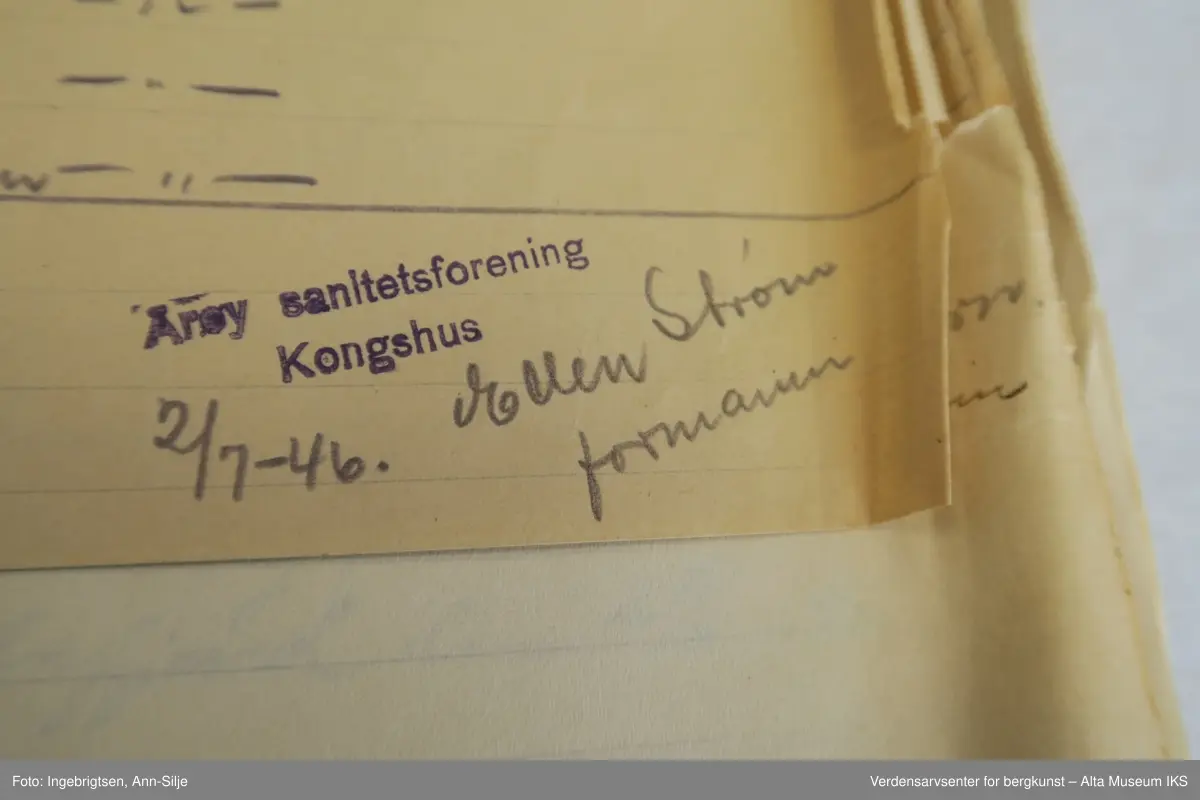 — " —
— " —
Årøy sanitetsforening
Kongshus
2/7-46.
Ellen Strøm
formann
Foto: Ingebrigtsen, Ann-Silje
Verdensarvsenter for bergkunst – Alta Museum IKS